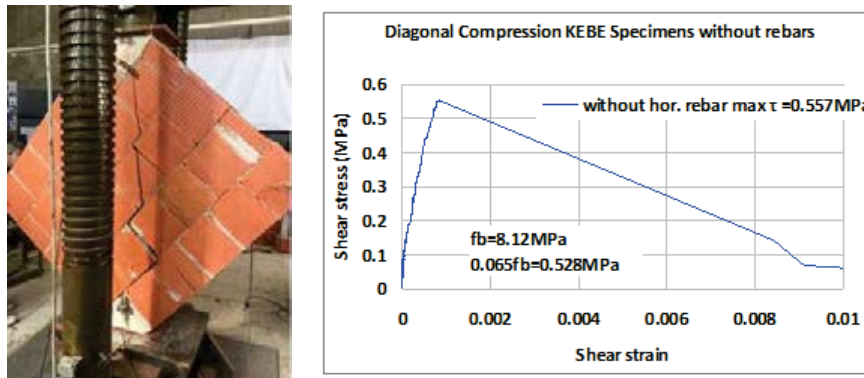 Diagonal Compression KEBE Specimens without rebars
0.6
0.5
0.4
0.3
0.2
0.1
0
Shear stress (MPa)
without hor. rebar max τ =0.557MPa
fb=8.12MPa
0.065fb=0.528MPa
0 0.002 0.004 0.006 0.008 0.01
Shear strain